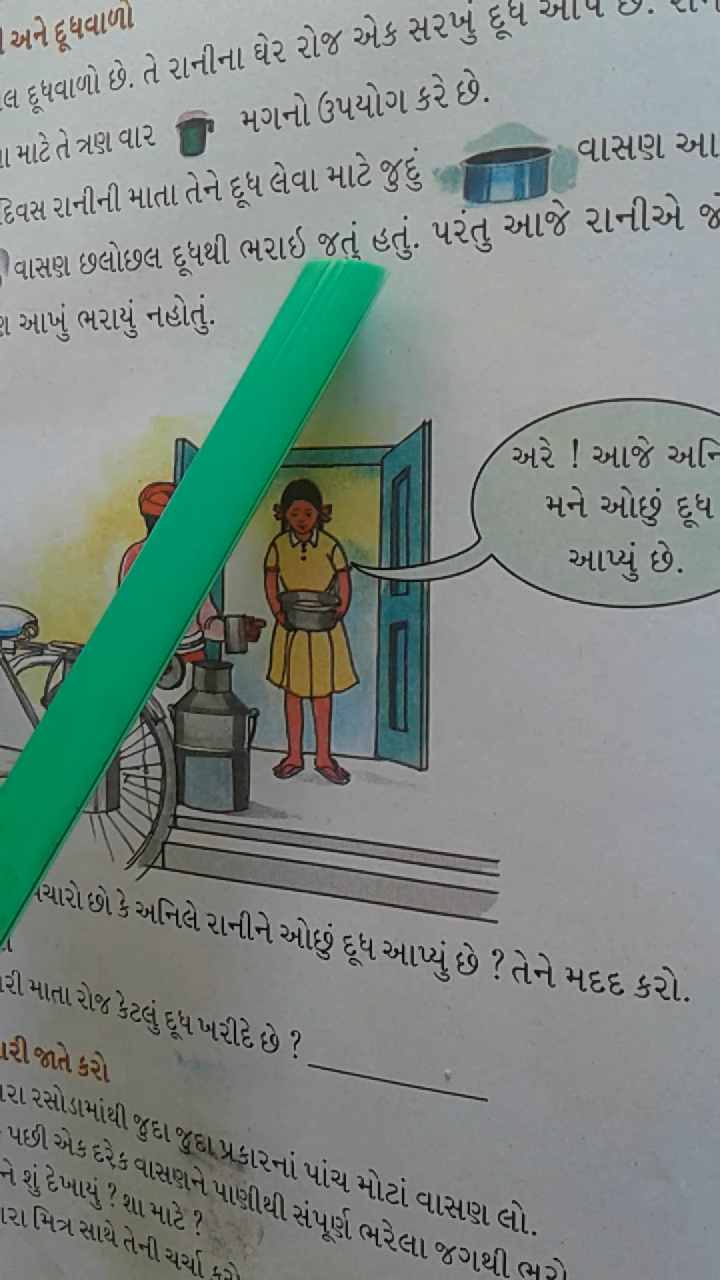 અને દૂધવાળો
દૂધવાળો છે. તે રાનીના ઘેર રોજ એક સરખું દૂધ
માટે તે ત્રણ વાર મગનો ઉપયોગ કરે છે.
દિવસ રાનીની માતા તેને દૂધ લેવા માટે જુદું વાસણ આ
વાસણ છલોછલ દૂધથી ભરાઇ જતું હતું. પરંતુ આજે રાનીએ
આખું ભરાયું નહોતું.
અરે ! આજે અનિ
મને ઓછું દૂધ
આપ્યું છે.
ચારો છો કે અનિલે રાનીને ઓછું દૂધ આપ્યું છે ? તેને મદદ કરો.
રી માતા રોજ કેટલું દૂધ ખરીદે છે ?
રી જાતે કરો
રા રસોડામાંથી જુદા જુદા પ્રકારનાં પાંચ મોટાં વાસણ લો.
પછી એક દરેક વાસણને પાણીથી સંપૂર્ણ ભરેલા જગથી ભરો
ને શું દેખાયું ? શા માટે ?
રા મિત્ર સાથે તેની ચર્ચા કરો